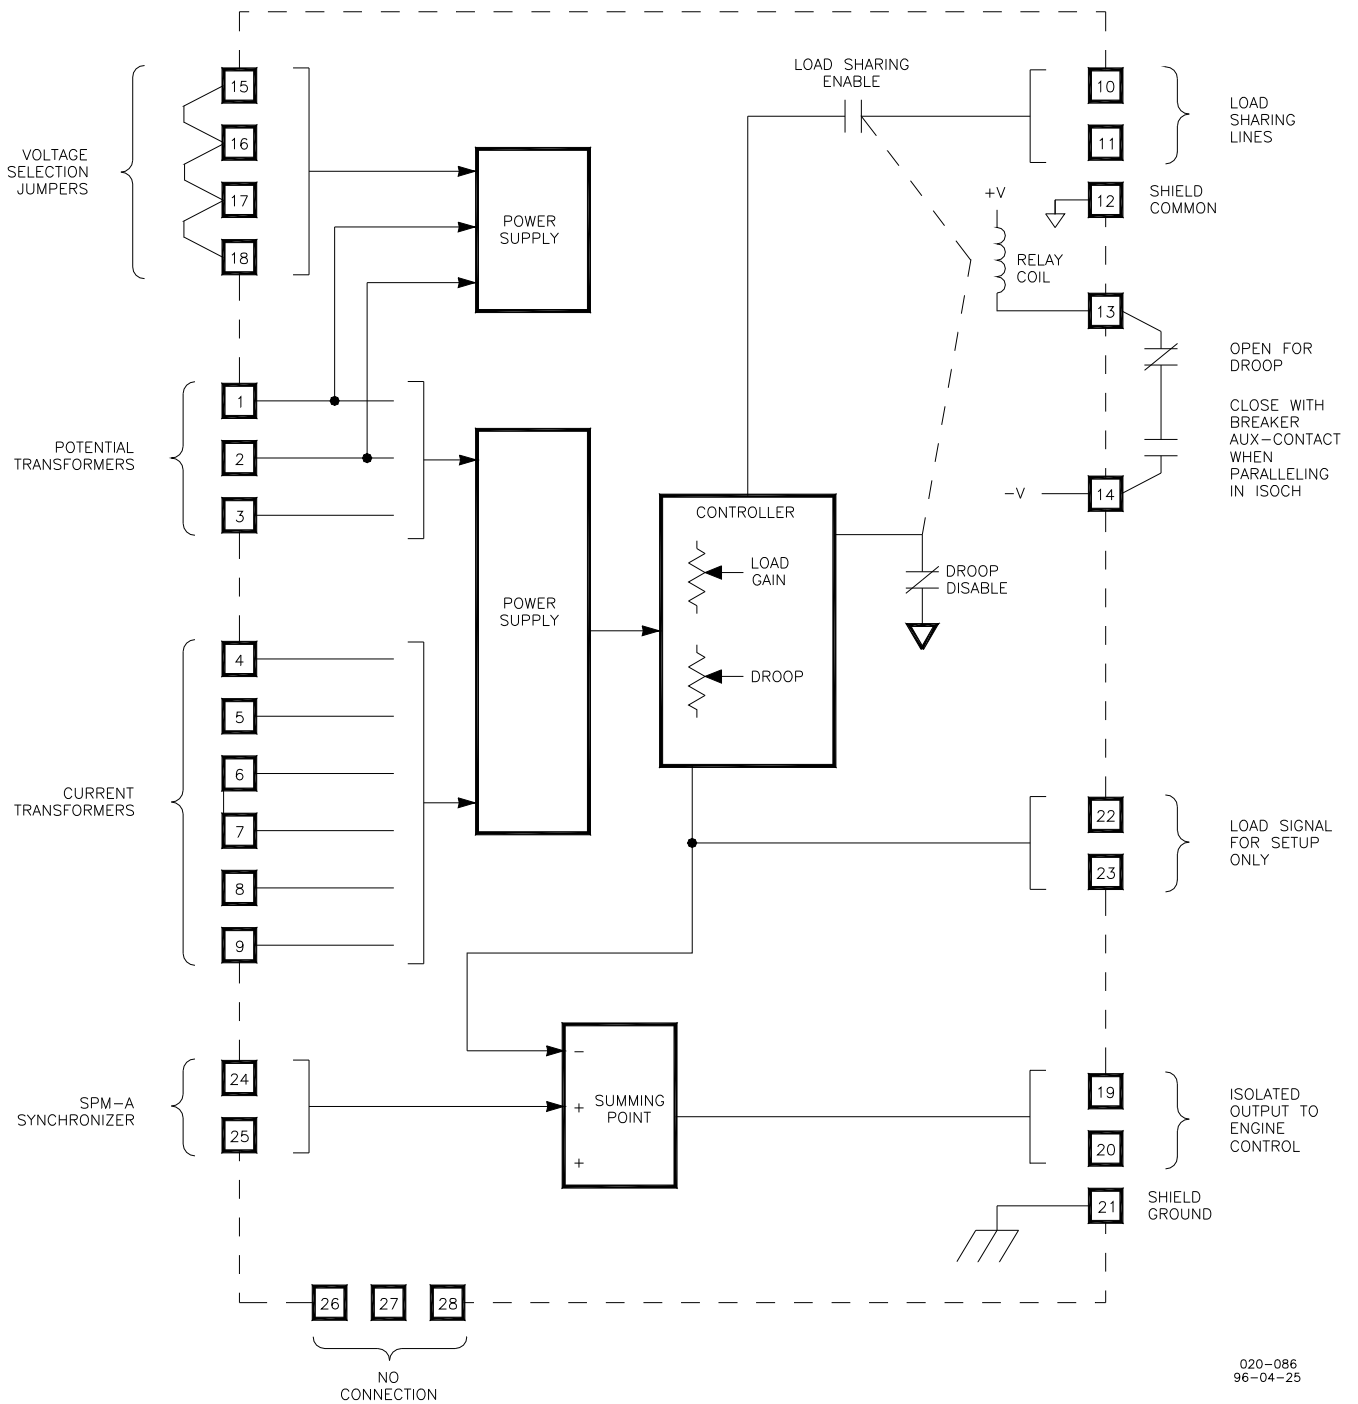 15
16
17
18
VOLTAGE
SELECTION
JUMPERS
POWER
SUPPLY
LOAD SHARING
ENABLE
10
11
LOAD
SHARING
LINES
12
SHIELD
COMMON
+V
RELAY
COIL
13
OPEN FOR
DROOP
CLOSE WITH
BREAKER
AUX-CONTACT
WHEN
PARALLELING
IN ISOCH
-V
14
1
2
3
POTENTIAL
TRANSFORMERS
POWER
SUPPLY
CONTROLLER
LOAD
GAIN
DROOP
DROOP
DISABLE
4
5
6
7
8
9
CURRENT
TRANSFORMERS
22
23
LOAD SIGNAL
FOR SETUP
ONLY
24
25
SPM-A
SYNCHRONIZER
-
+
+
SUMMING
POINT
19
20
ISOLATED
OUTPUT TO
ENGINE
CONTROL
21
SHIELD
GROUND
26
27
28
NO
CONNECTION
020-086
96-04-25